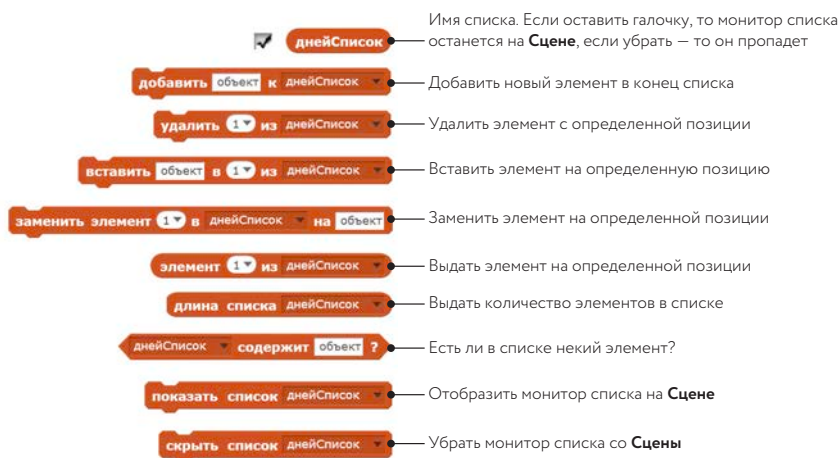 Имя списка. Если оставить галочку, то монитор списка
днейСписок останется на Сцене, если убрать — то он пропадет
добавить объект к днейСписок Добавить новый элемент в конец списка
удалить 1 из днейСписок Удалить элемент с определенной позиции
вставить объект в 1 из днейСписок Вставить элемент на определенную позицию
заменить элемент 1 в днейСписок на объект Заменить элемент на определенной позиции
элемент 1 из днейСписок Выдать элемент на определенной позиции
длина списка днейСписок Выдать количество элементов в списке
днейСписок содержит объект ? Есть ли в списке некий элемент?
показать список днейСписок Отобразить монитор списка на Сцене
скрыть список днейСписок Убрать монитор списка со Сцены